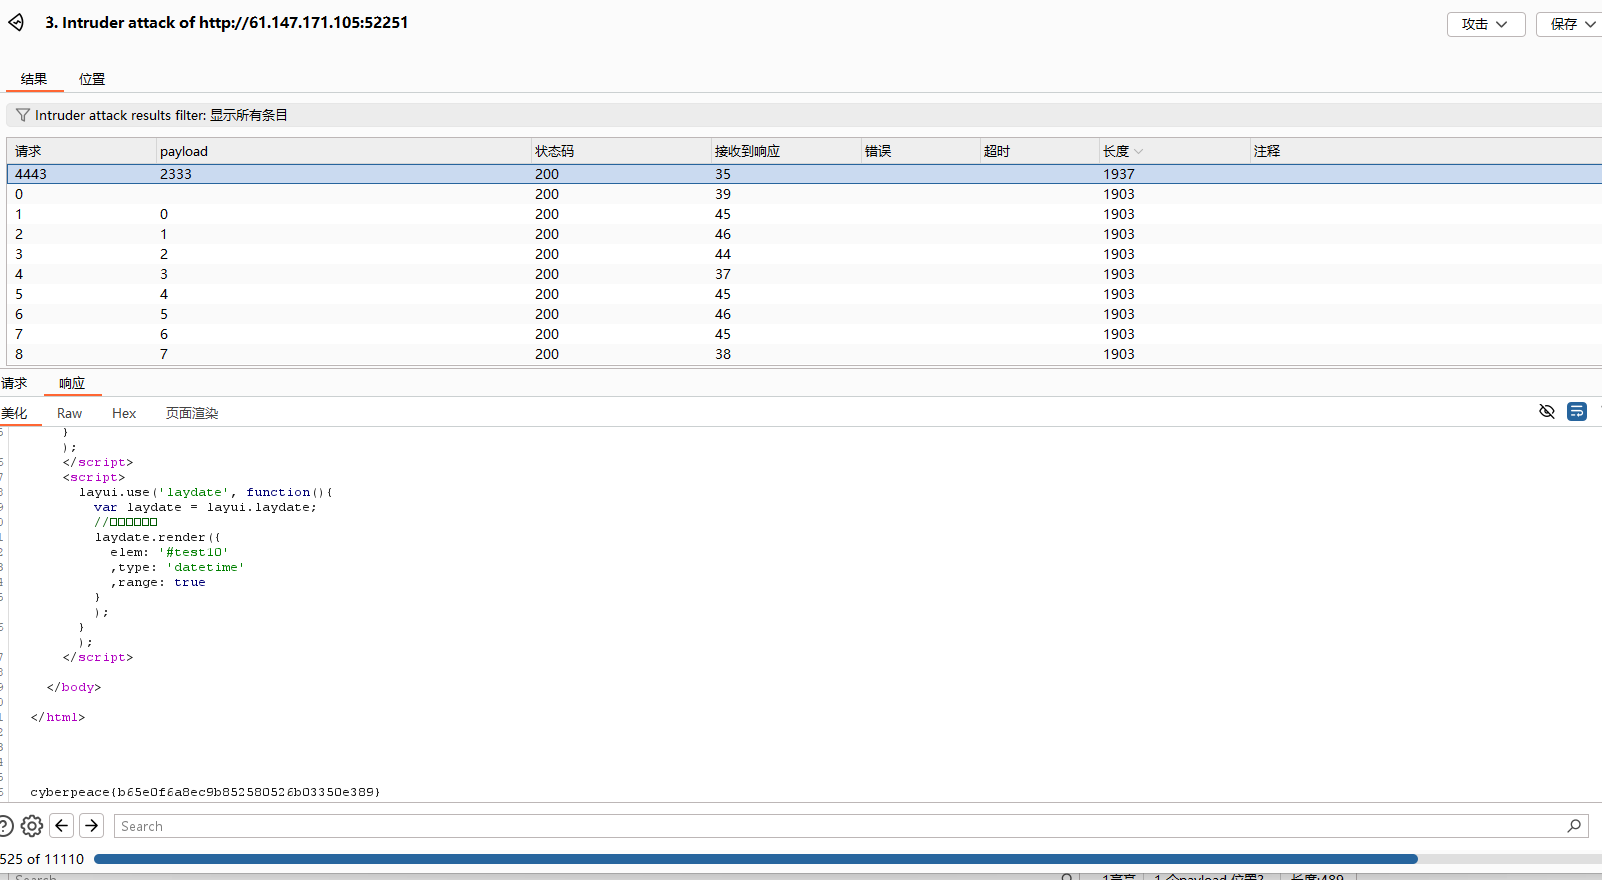 3. Intruder attack of http://61.147.171.105:52251
攻击 保存
结果 位置
Intruder attack results filter: 显示所有条目
请求 payload 状态码 接收到响应 错误 超时 长度 注释
4443 2333 200 35 1937
0 200 39 1903
1 0 200 45 1903
2 1 200 46 1903
3 2 200 44 1903
4 3 200 37 1903
5 4 200 45 1903
6 5 200 46 1903
7 6 200 45 1903
8 7 200 38 1903
请求 响应
美化 Raw Hex 页面渲染
}
);
</script>
<script>
layui.use('laydate', function(){
var laydate = layui.laydate;
//□□□□□□
laydate.render({
elem: '#test10'
,type: 'datetime'
,range: true
}
);
}
);
</script>
</body>
</html>
cyberpeace{b65e0f6a8ec9b852580526b03350e389}
Search
525 of 11110